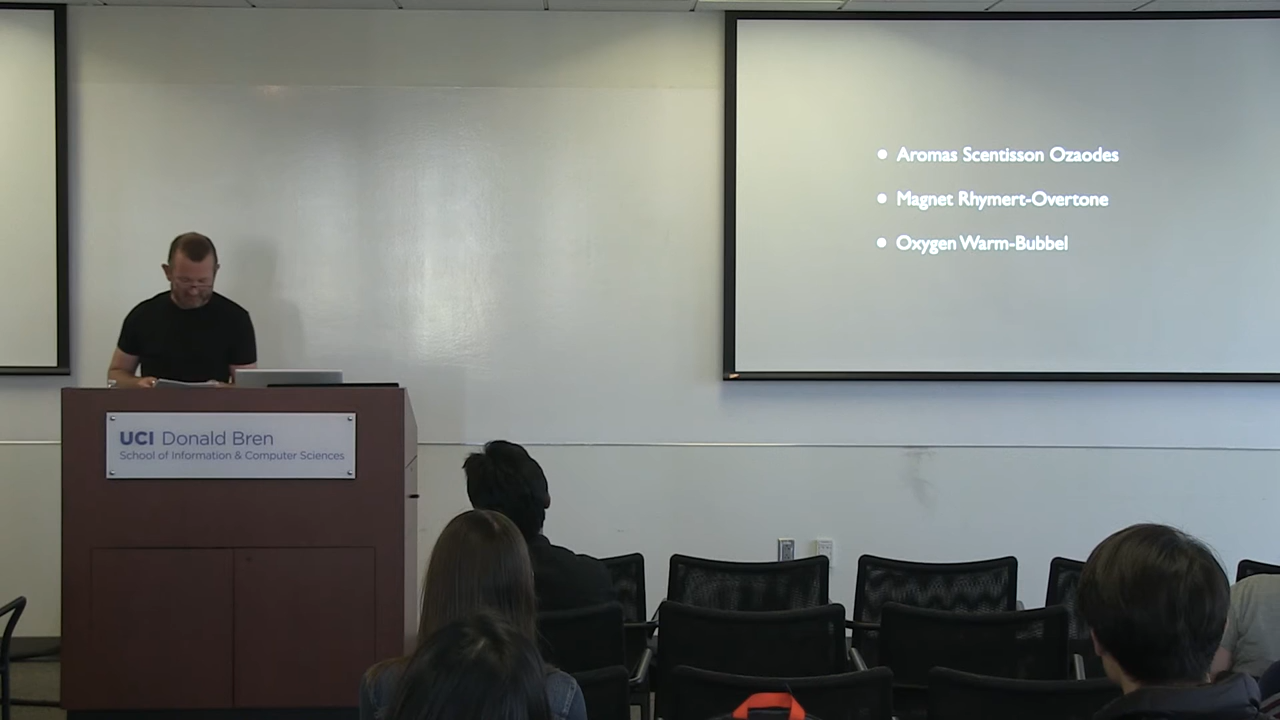 Aromas Scentisson Ozaodes
Magnet Rhymert-Overtone
Oxygen Warm-Bubbel
UCI Donald Bren
School of Information & Computer Sciences